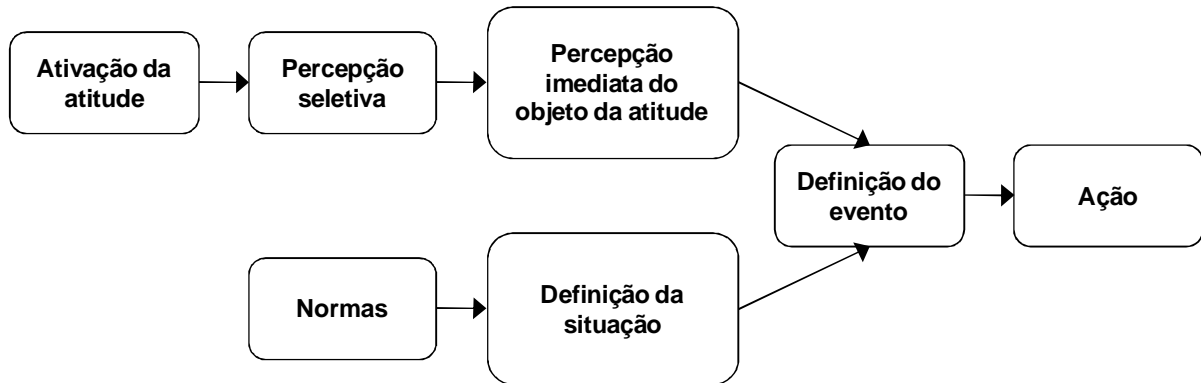 Ativação da
atitude
Percepção
seletiva
Percepção
imediata do
objeto da atitude
Definição do
evento
Ação
Normas
Definição da
situação